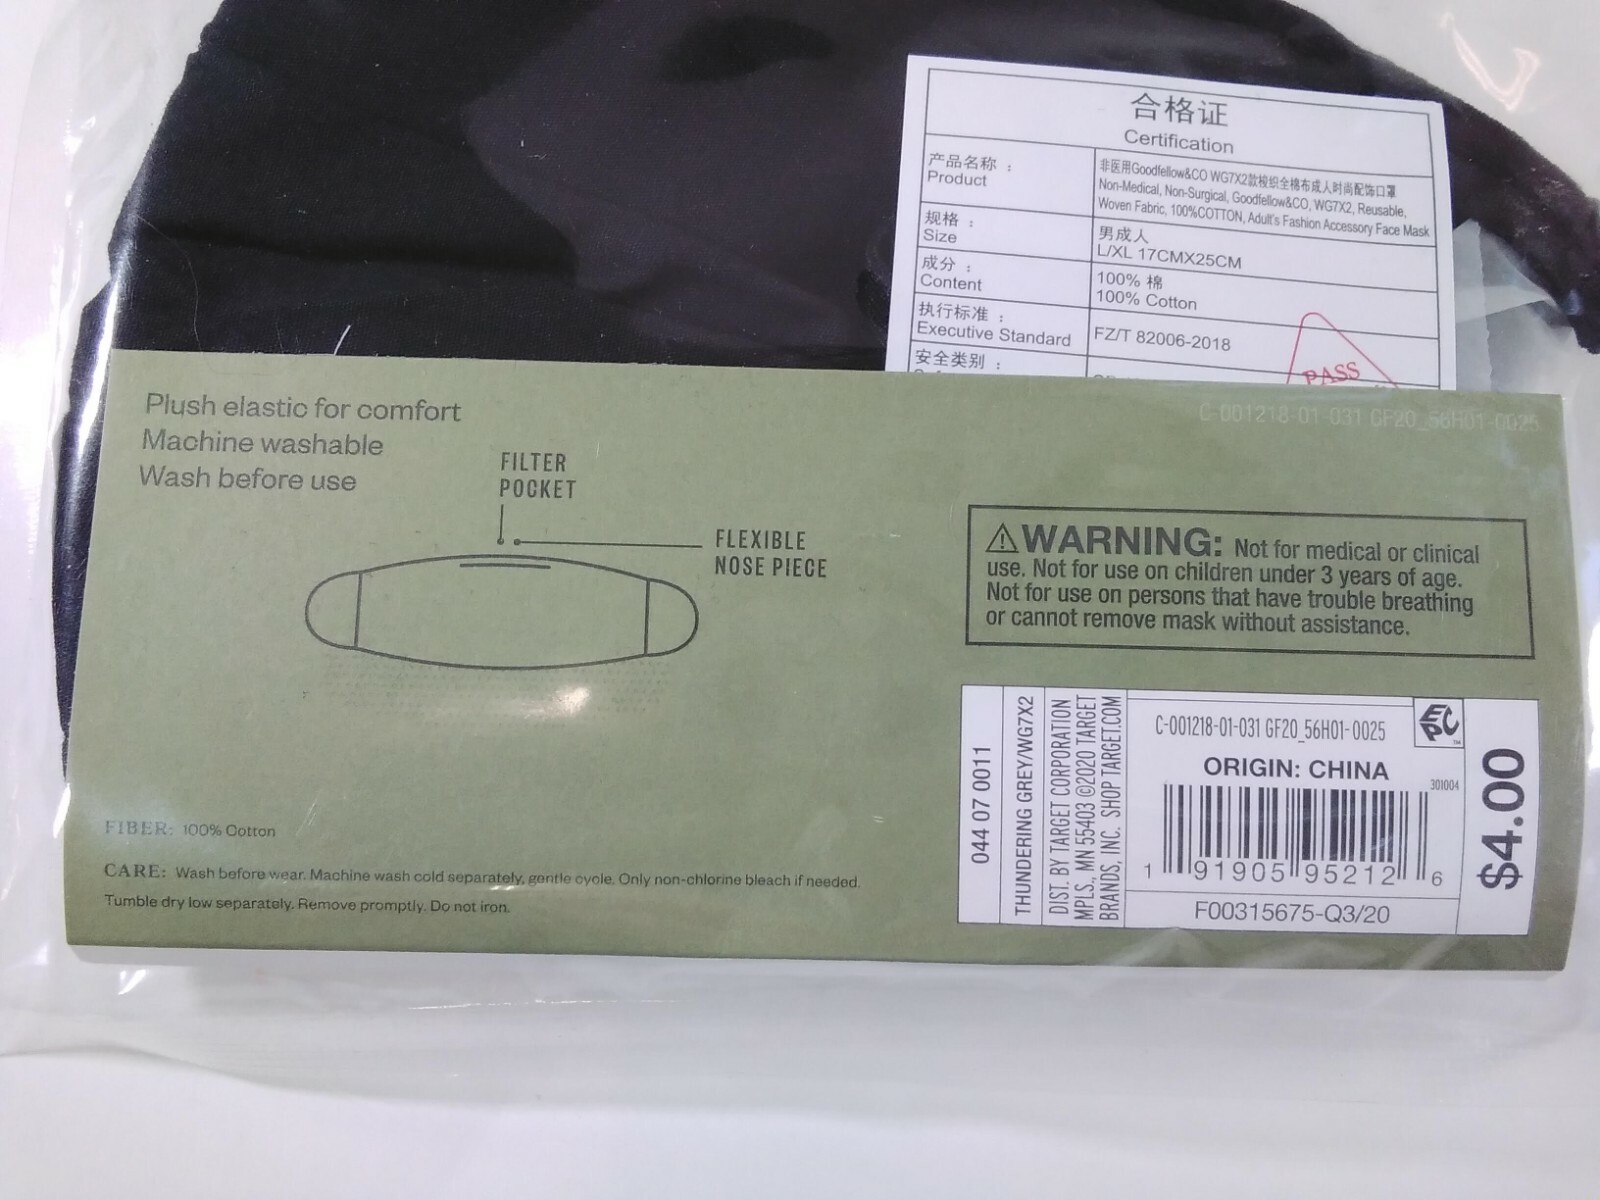 合格证
Certification
产品名称：
Product
非医用Goodfellow&CO WG7X2款梭织全棉布成人时尚配饰口罩
Non-Medical, Non-Surgical, Goodfellow&CO, WG7X2, Reusable,
Woven Fabric, 100%COTTON, Adult's Fashion Accessory Face Mask
规格：
Size
男成人
L/XL 17CMX25CM
成分：
Content
100% 棉
100% Cotton
执行标准：
Executive Standard
FZ/T 82006-2018
安全类别：
PASS
C-001218-01-031 GF20_56H01-0025
Plush elastic for comfort
Machine washable
Wash before use
FILTER
POCKET
FLEXIBLE
NOSE PIECE
⚠WARNING: Not for medical or clinical
use. Not for use on children under 3 years of age.
Not for use on persons that have trouble breathing
or cannot remove mask without assistance.
FIBER: 100% Cotton
CARE: Wash before wear. Machine wash cold separately, gentle cycle. Only non-chlorine bleach if needed.
Tumble dry low separately. Remove promptly. Do not iron.
044 07 0011
THUNDERING GREY/WG7X2
DIST. BY TARGET CORPORATION
MPLS., MN 55403 ©2020 TARGET
BRANDS, INC. SHOP TARGET.COM
C-001218-01-031 GF20_56H01-0025
EPC™
ORIGIN: CHINA
301004
1 91905 95212 6
F00315675-Q3/20
$4.00